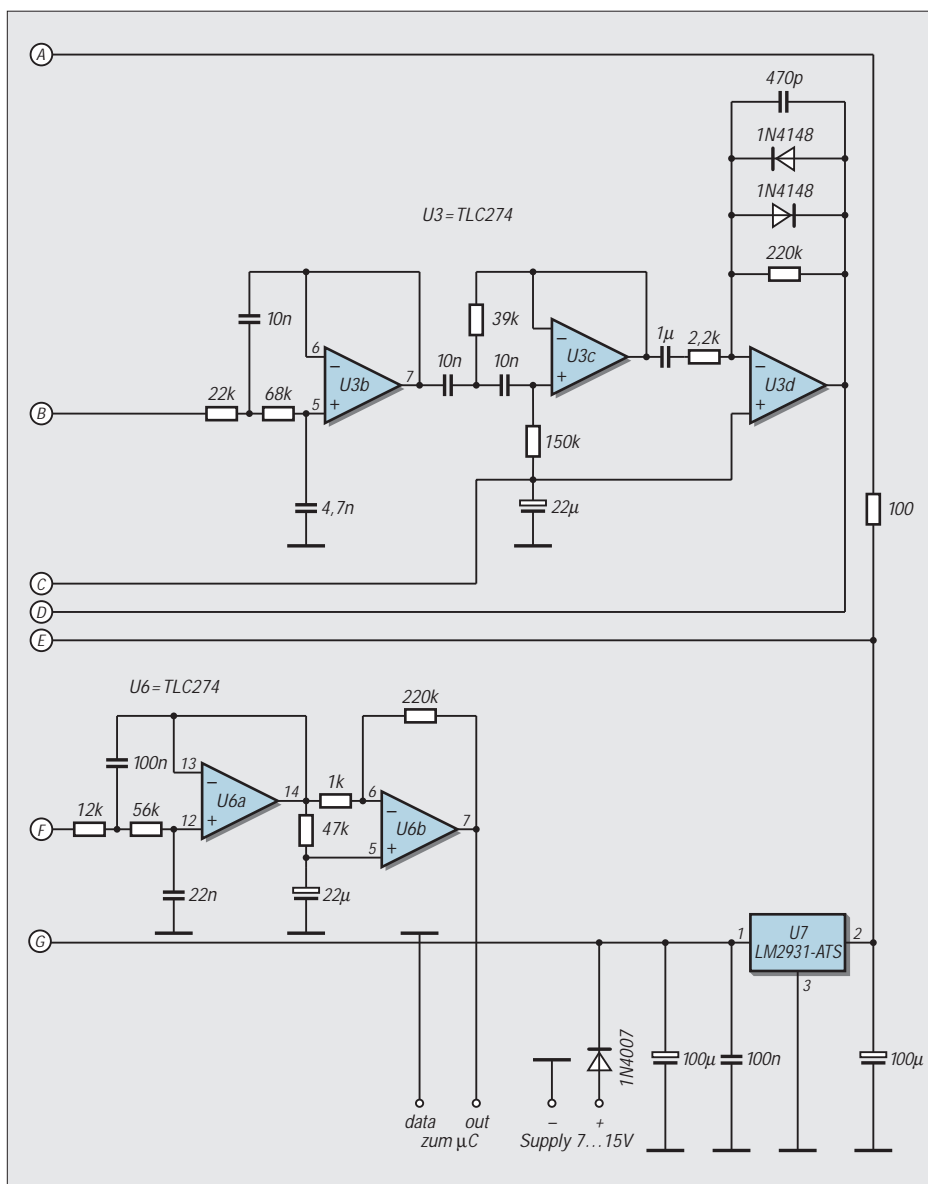 A
470p
1N4148
1N4148
U3=TLC274
220k
10n
39k
1µ
2,2k
10n
10n
−
U3c
+
6
−
U3b
7
+
5
−
U3d
+
B
22k
68k
150k
4,7n
22µ
100
C
D
E
U6=TLC274
220k
100n
13
−
U6a
14
+
12
1k
6
−
U6b
7
+
5
F
12k
56k
47k
22n
22µ
G
1
U7
LM2931-ATS
2
3
1N4007
100µ
100n
100µ
data
out
zum µC
−
+
Supply 7...15V